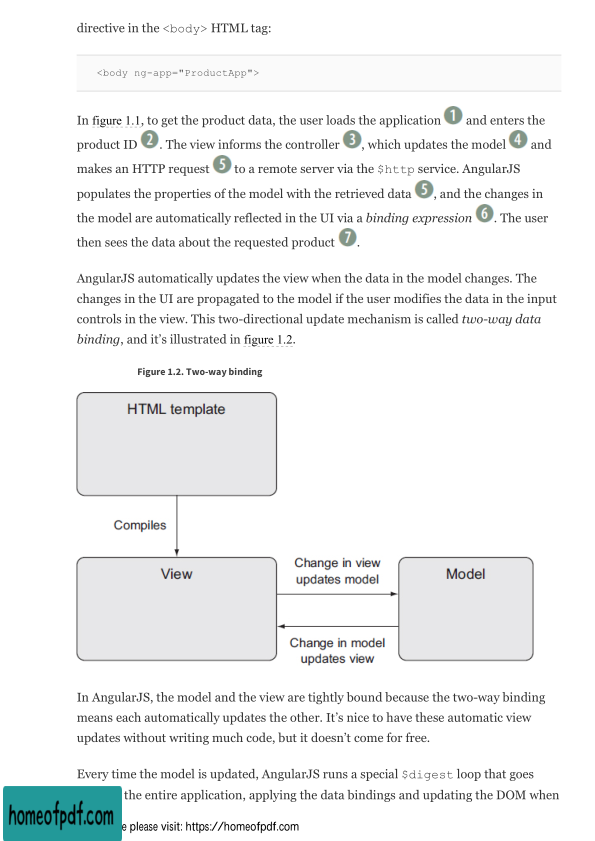 directive in the <body> HTML tag:
<body ng-app="ProductApp">
In figure 1.1, to get the product data, the user loads the application 1 and enters the
product ID 2. The view informs the controller 3, which updates the model 4 and
makes an HTTP request 5 to a remote server via the $http service. AngularJS
populates the properties of the model with the retrieved data 5, and the changes in
the model are automatically reflected in the UI via a binding expression 6. The user
then sees the data about the requested product 7.
AngularJS automatically updates the view when the data in the model changes. The
changes in the UI are propagated to the model if the user modifies the data in the input
controls in the view. This two-directional update mechanism is called two-way data
binding, and it’s illustrated in figure 1.2.
Figure 1.2. Two-way binding
HTML template
Compiles
View
Change in view
updates model
Model
Change in model
updates view
In AngularJS, the model and the view are tightly bound because the two-way binding
means each automatically updates the other. It’s nice to have these automatic view
updates without writing much code, but it doesn’t come for free.
Every time the model is updated, AngularJS runs a special $digest loop that goes
the entire application, applying the data bindings and updating the DOM when
homeofpdf.com
please visit: https://homeofpdf.com